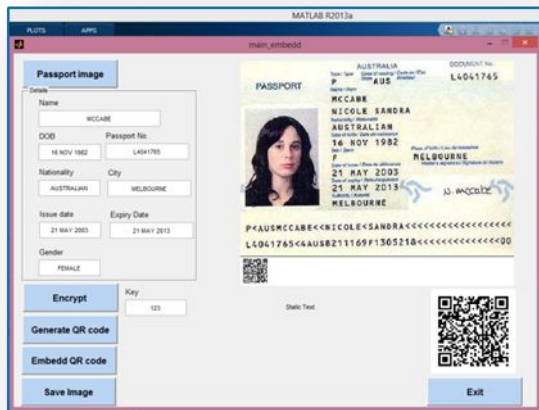 MATLAB R2013a
PLOTS APPS
main_embedd
Passport image
Details
Name
MCCABE
DOB Passport No.
16 NOV 1982 L4041765
Nationality City
AUSTRALIAN MELBOURNE
Issue date Expiry Date
21 MAY 2003 21 MAY 2013
Gender
FEMALE
Encrypt
Key
123
Generate QR code
Embedd QR code
Save Image
AUSTRALIA DOCUMENT No.
PASSPORT P AUS L4041765
MCCABE
NICOLE SANDRA
AUSTRALIAN
16 NOV 1982
F MELBOURNE
21 MAY 2003
21 MAY 2013
MELBOURNE
N. McCabe
P<AUSMCCABE<<NICOLE<SANDRA<<<<<<<<<<<<<<<<<<
Static Text
Exit